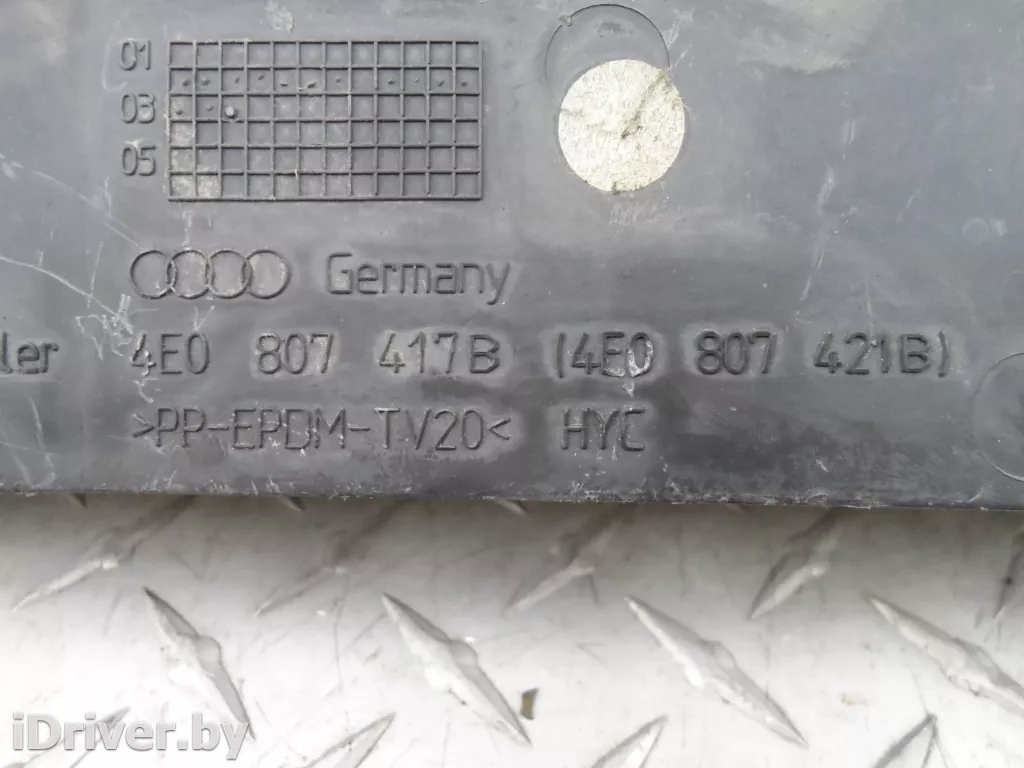 01
03
05
Germany
ler 4E0 807 417B (4E0 807 421B)
>PP-EPDM-TV20< HYC
iDriver.by